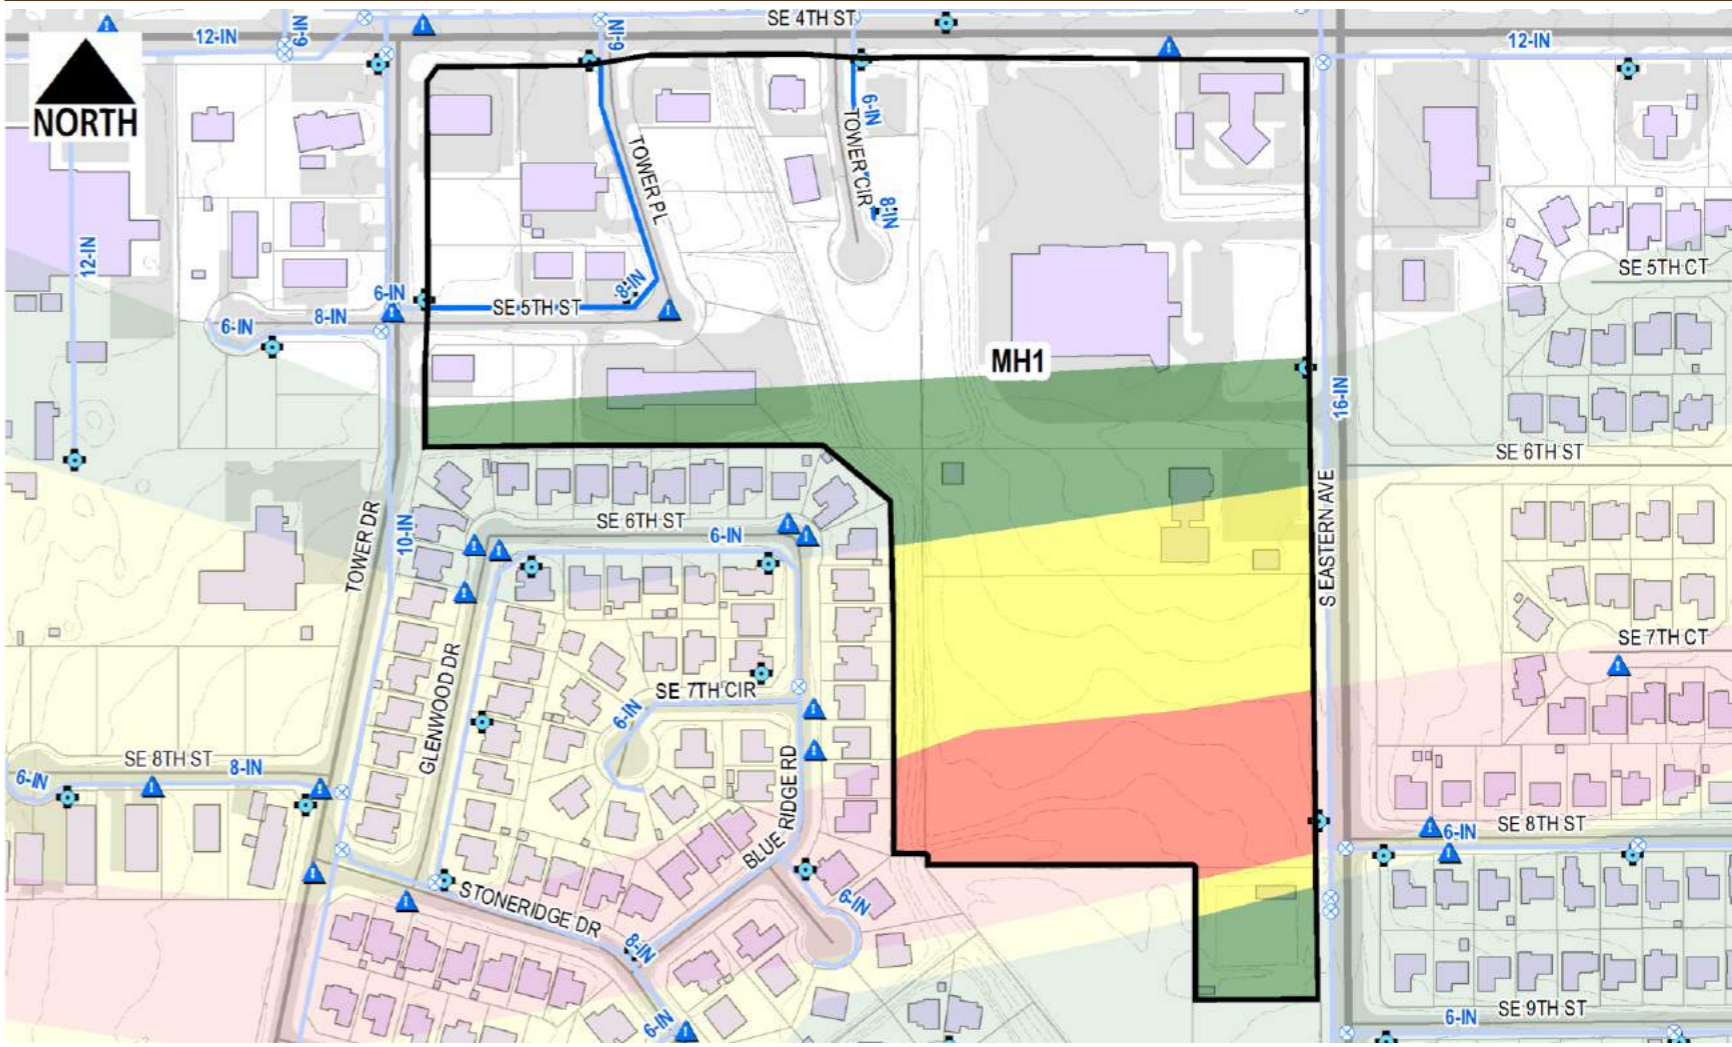 SE 4TH ST
12-IN
6-IN
6-IN
12-IN
NORTH
6-IN
TOWER CIR
TOWER PL
8-IN
12-IN
SE 5TH CT
6-IN
8-IN
SE 5TH ST
8-IN
6-IN
MH1
16-IN
SE 6TH ST
S EASTERN AVE
SE 6TH ST
6-IN
10-IN
TOWER DR
SE 7TH CT
GLENWOOD DR
SE 7TH CIR
6-IN
SE 8TH ST
8-IN
6-IN
BLUE RIDGE RD
6-IN
SE 8TH ST
STONERIDGE DR
6-IN
8-IN
6-IN
6-IN
SE 9TH ST